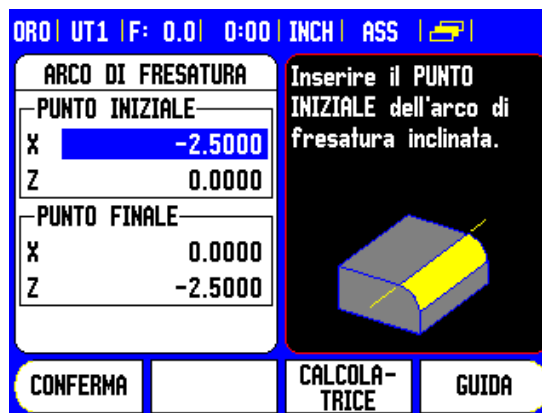 ORO| UT1 |F: 0.0| 0:00| INCH| ASS
ARCO DI FRESATURA
PUNTO INIZIALE
X -2.5000
Z 0.0000
PUNTO FINALE
X 0.0000
Z -2.5000
Inserire il PUNTO
INIZIALE dell'arco di
fresatura inclinata.
CONFERMA
CALCOLA-
TRICE
GUIDA